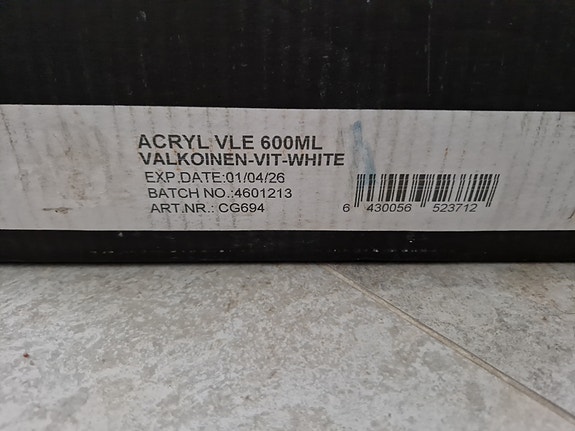 ACRYL VLE 600ML
VALKOINEN-VIT-WHITE
EXP.DATE:01/04/26
BATCH NO.:4601213
ART.NR.: CG694
6 430056 523712